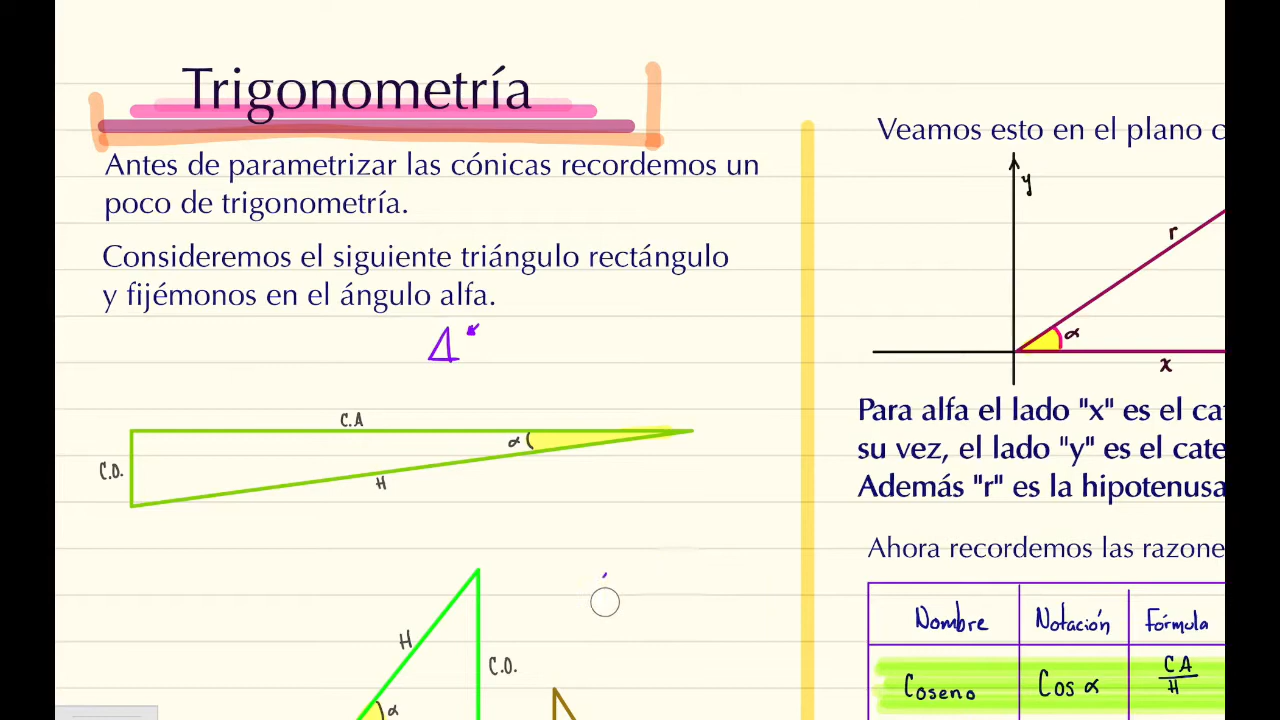 Trigonometría
Antes de parametrizar las cónicas recordemos un
poco de trigonometría.
Consideremos el siguiente triángulo rectángulo
y fijémonos en el ángulo alfa.
C.A
α
C.O.
H
H
C.O.
α
Veamos esto en el plano c
y
r
α
x
Para alfa el lado "x" es el cat
su vez, el lado "y" es el cate
Además "r" es la hipotenusa
Ahora recordemos las razone
Nombre Notación Fórmula
Coseno Cos α CA
H